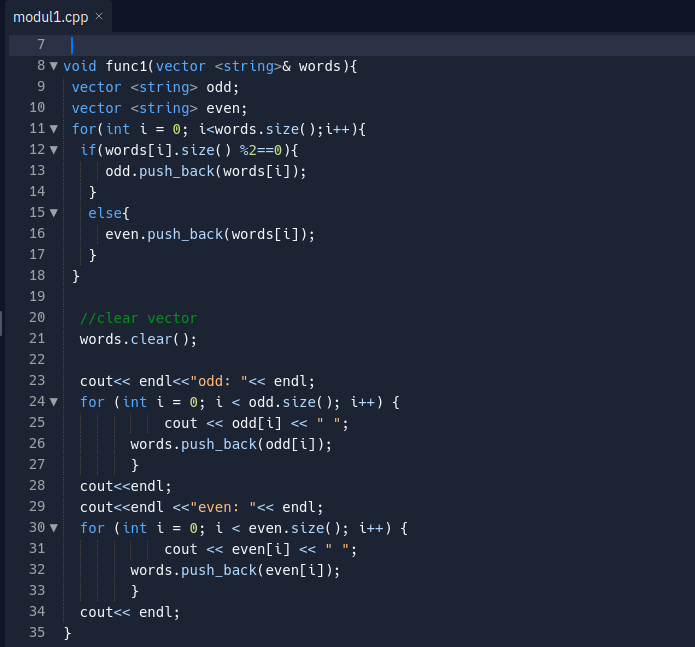 modul1.cpp ×
7
8 void func1(vector <string>& words){
9 vector <string> odd;
10 vector <string> even;
11 for(int i = 0; i<words.size();i++){
12 if(words[i].size() %2==0){
13 odd.push_back(words[i]);
14 }
15 else{
16 even.push_back(words[i]);
17 }
18 }
19
20 //clear vector
21 words.clear();
22
23 cout<< endl<<"odd: "<< endl;
24 for (int i = 0; i < odd.size(); i++) {
25 cout << odd[i] << " ";
26 words.push_back(odd[i]);
27 }
28 cout<<endl;
29 cout<<endl <<"even: "<< endl;
30 for (int i = 0; i < even.size(); i++) {
31 cout << even[i] << " ";
32 words.push_back(even[i]);
33 }
34 cout<< endl;
35 }